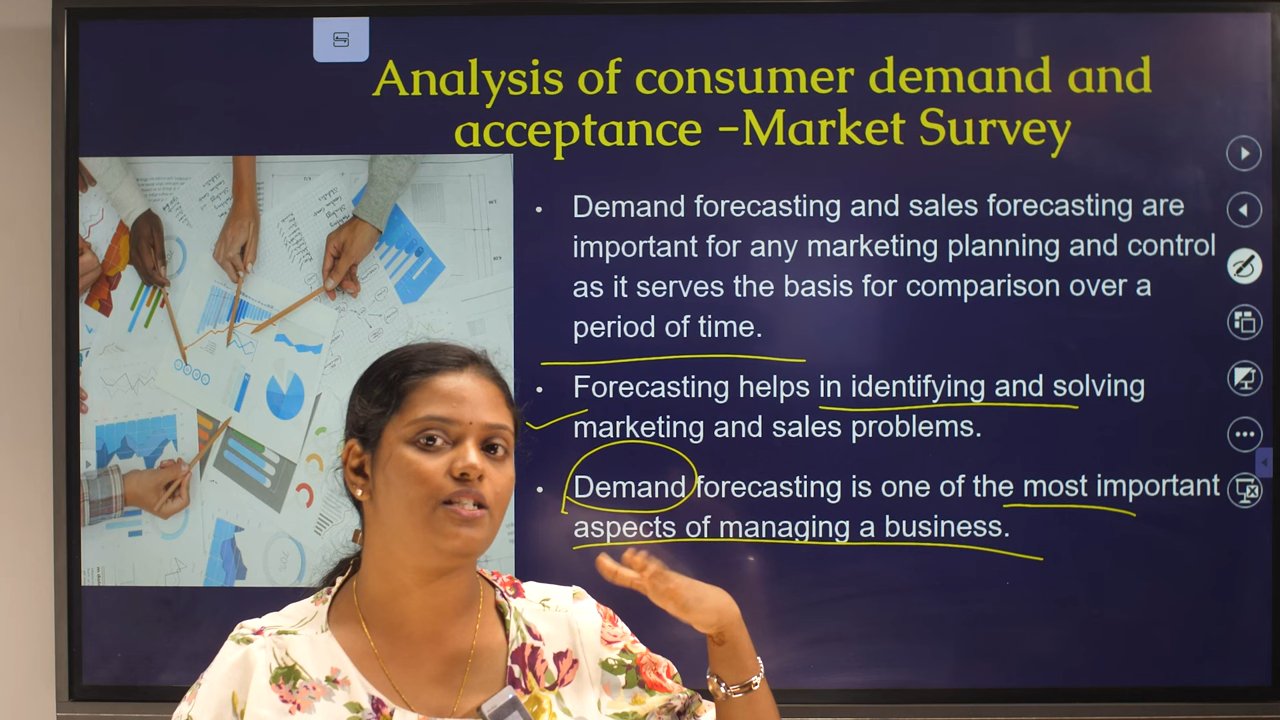 Analysis of consumer demand and
acceptance -Market Survey
• Demand forecasting and sales forecasting are
important for any marketing planning and control
as it serves the basis for comparison over a
period of time.
• Forecasting helps in identifying and solving
marketing and sales problems.
• Demand forecasting is one of the most important
aspects of managing a business.